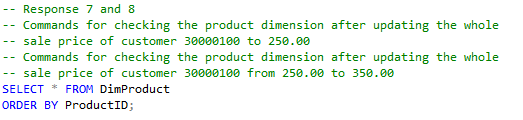 -- Response 7 and 8
-- Commands for checking the product dimension after updating the whole
-- sale price of customer 30000100 to 250.00
-- Commands for checking the product dimension after updating the whole
-- sale price of customer 30000100 from 250.00 to 350.00
SELECT * FROM DimProduct
ORDER BY ProductID;